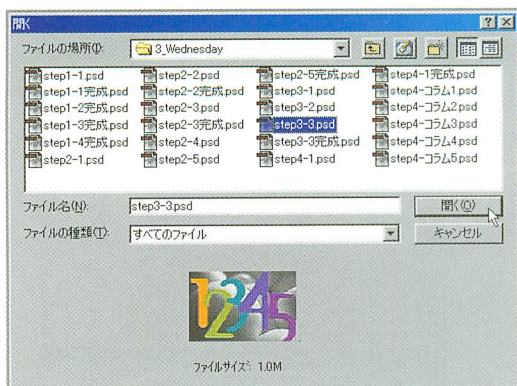 開く
ファイルの場所(I):
3_Wednesday
step1-1.psd
step1-1完成.psd
step1-2完成.psd
step1-3完成.psd
step1-4完成.psd
step2-1.psd
step2-2.psd
step2-2完成.psd
step2-3.psd
step2-3完成.psd
step2-4.psd
step2-5.psd
step2-5完成.psd
step3-1.psd
step3-2.psd
step3-3.psd
step3-3完成.psd
step4-1.psd
step4-1完成.psd
step4-コラム1.psd
step4-コラム2.psd
step4-コラム3.psd
step4-コラム4.psd
step4-コラム5.psd
ファイル名(N):
step3-3.psd
開く(O)
ファイルの種類(T):
すべてのファイル
キャンセル
12345
ファイルサイズ: 1.0M